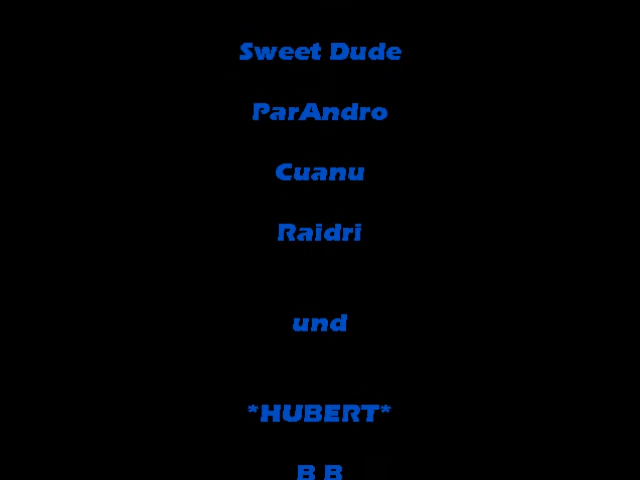 Sweet Dude
ParAndro
Cuanu
Raidri
und
*HUBERT*
B B